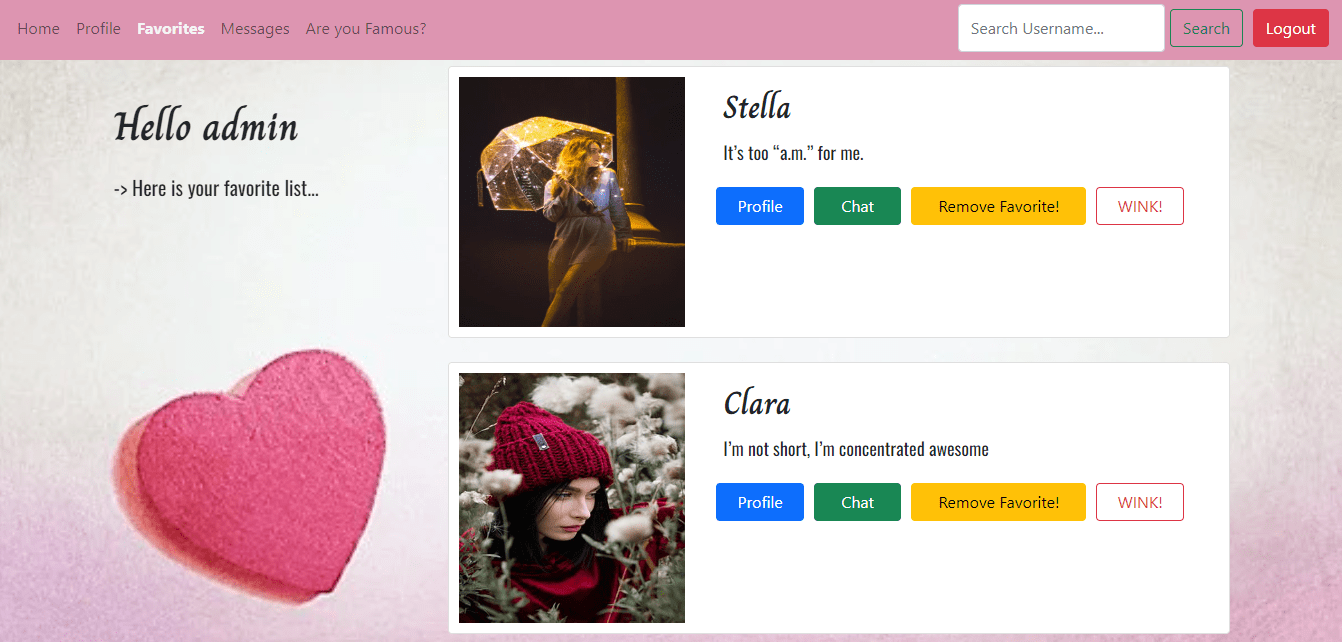 Home Profile Favorites Messages Are you Famous? Search Username... Search Logout
Hello admin
-> Here is your favorite list...
Stella
It’s too “a.m.” for me.
Profile Chat Remove Favorite! WINK!
Clara
I’m not short, I’m concentrated awesome
Profile Chat Remove Favorite! WINK!